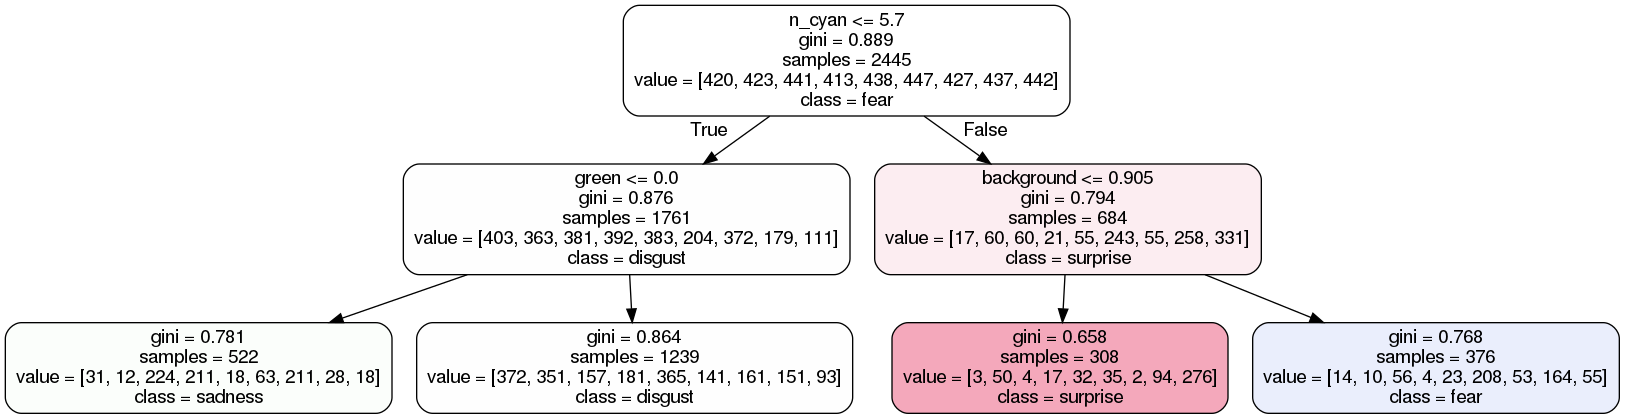 n_cyan <= 5.7
gini = 0.889
samples = 2445
value = [420, 423, 441, 413, 438, 447, 427, 437, 442]
class = fear
True
False
green <= 0.0
gini = 0.876
samples = 1761
value = [403, 363, 381, 392, 383, 204, 372, 179, 111]
class = disgust
background <= 0.905
gini = 0.794
samples = 684
value = [17, 60, 60, 21, 55, 243, 55, 258, 331]
class = surprise
gini = 0.781
samples = 522
value = [31, 12, 224, 211, 18, 63, 211, 28, 18]
class = sadness
gini = 0.864
samples = 1239
value = [372, 351, 157, 181, 365, 141, 161, 151, 93]
class = disgust
gini = 0.658
samples = 308
value = [3, 50, 4, 17, 32, 35, 2, 94, 276]
class = surprise
gini = 0.768
samples = 376
value = [14, 10, 56, 4, 23, 208, 53, 164, 55]
class = fear